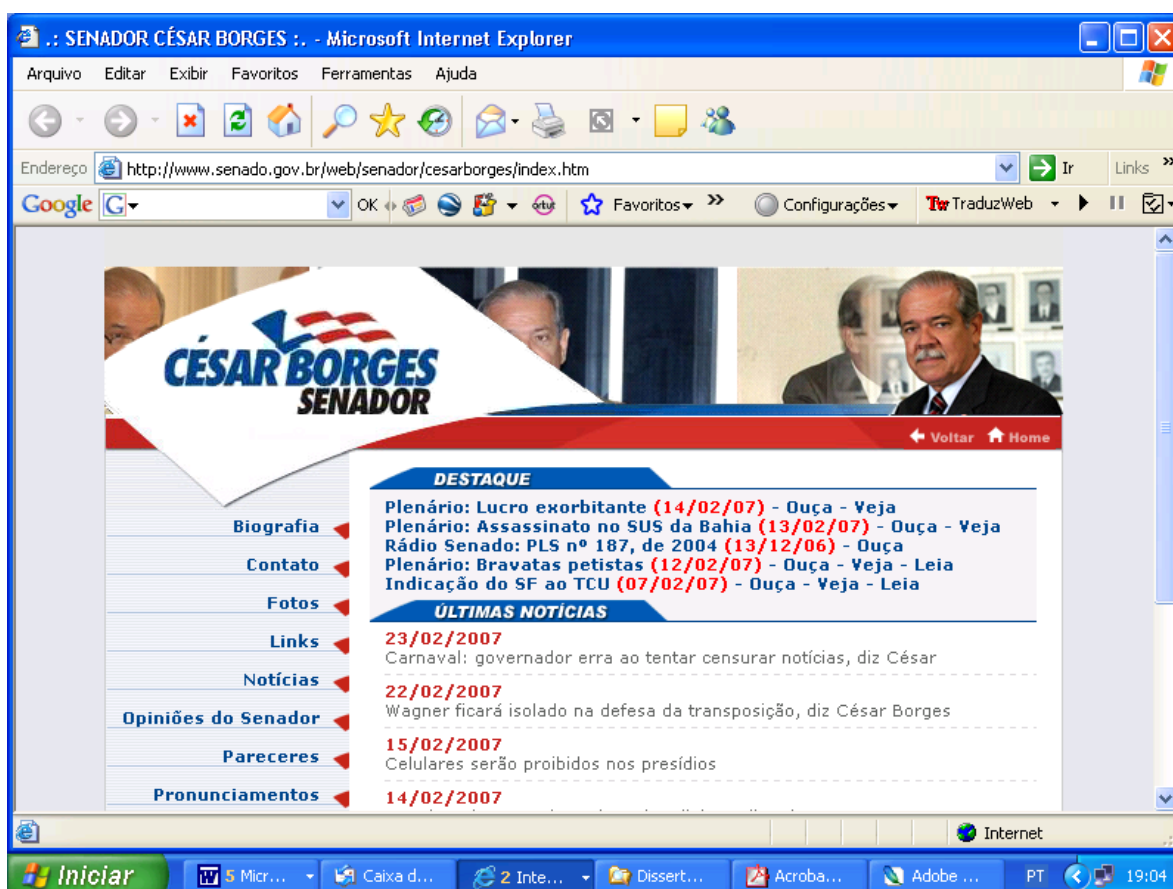 .: SENADOR CÉSAR BORGES :. - Microsoft Internet Explorer
Arquivo Editar Exibir Favoritos Ferramentas Ajuda
Endereço http://www.senado.gov.br/web/senador/cesarborges/index.htm Ir Links »
Google G OK ortut Favoritos » Configurações Tw TraduzWeb
CÉSAR BORGES
SENADOR
Voltar Home
DESTAQUE
Plenário: Lucro exorbitante (14/02/07) - Ouça - Veja
Plenário: Assassinato no SUS da Bahia (13/02/07) - Ouça - Veja
Rádio Senado: PLS nº 187, de 2004 (13/12/06) - Ouça
Plenário: Bravatas petistas (12/02/07) - Ouça - Veja - Leia
Indicação do SF ao TCU (07/02/07) - Ouça - Veja - Leia
Biografia
Contato
Fotos
Links
Notícias
Opiniões do Senador
Pareceres
Pronunciamentos
ÚLTIMAS NOTÍCIAS
23/02/2007
Carnaval: governador erra ao tentar censurar notícias, diz César
22/02/2007
Wagner ficará isolado na defesa da transposição, diz César Borges
15/02/2007
Celulares serão proibidos nos presídios
14/02/2007
Internet
Iniciar 5 Micr... Caixa d... 2 Inte... Dissert... Acroba... Adobe ... PT 19:04